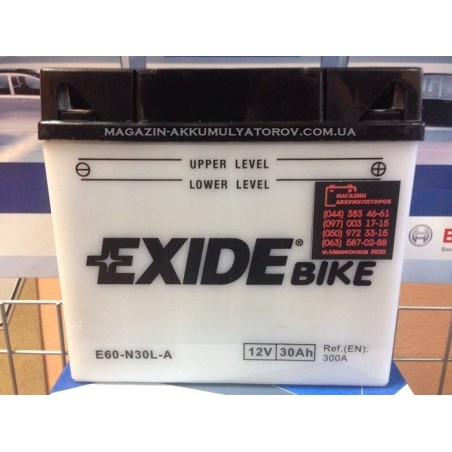 MAGAZIN-AKKUMULYATOROV.COM.UA
UPPER LEVEL
LOWER LEVEL
МАГАЗИН
АККУМУЛЯТОРОВ
(044) 383 46-61
(097) 003 17-15
(050) 972 33-15
(063) 587-02-88
EXIDE®
BIKE
E60-N30L-A
12V 30Ah
Ref.(EN):
300A
B